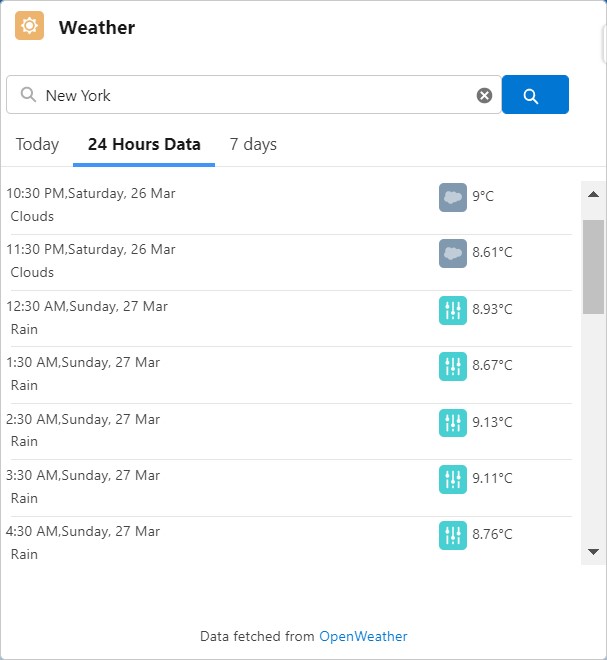 Weather
New York
Today 24 Hours Data 7 days
10:30 PM,Saturday, 26 Mar 9°C
Clouds
11:30 PM,Saturday, 26 Mar 8.61°C
Clouds
12:30 AM,Sunday, 27 Mar 8.93°C
Rain
1:30 AM,Sunday, 27 Mar 8.67°C
Rain
2:30 AM,Sunday, 27 Mar 9.13°C
Rain
3:30 AM,Sunday, 27 Mar 9.11°C
Rain
4:30 AM,Sunday, 27 Mar 8.76°C
Rain
Data fetched from OpenWeather